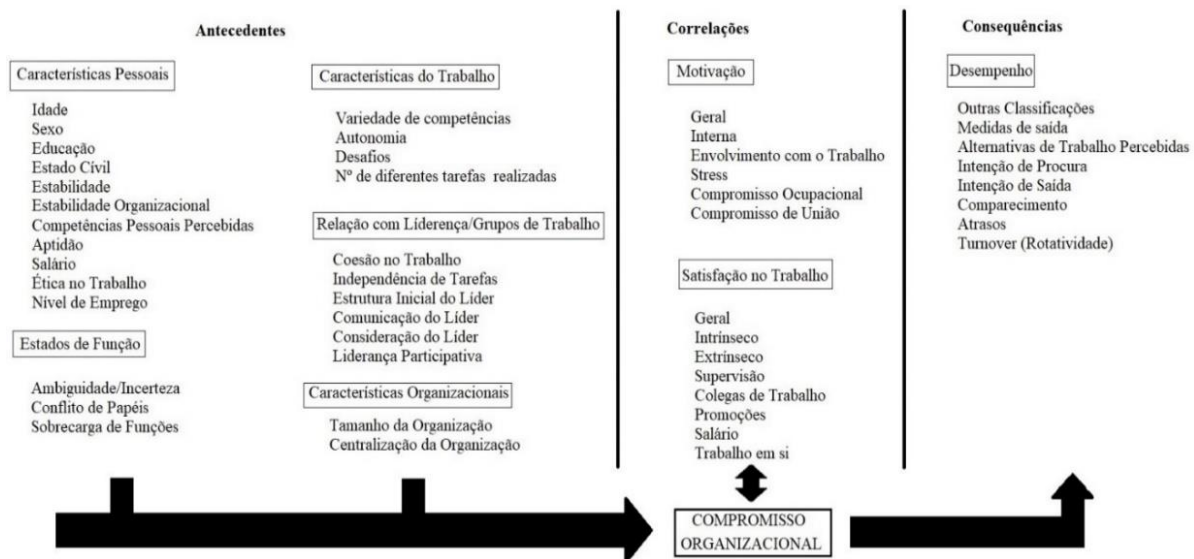 Antecedentes
Características Pessoais
Idade
Sexo
Educação
Estado Civil
Estabilidade
Estabilidade Organizacional
Competências Pessoais Percebidas
Aptidão
Salário
Ética no Trabalho
Nível de Emprego
Estados de Função
Ambiguidade/Incerteza
Conflito de Papéis
Sobrecarga de Funções
Características do Trabalho
Variedade de competências
Autonomia
Desafios
Nº de diferentes tarefas realizadas
Relação com Líderença/Grupos de Trabalho
Coesão no Trabalho
Independência de Tarefas
Estrutura Inicial do Líder
Comunicação do Líder
Consideração do Líder
Liderança Participativa
Características Organizacionais
Tamanho da Organização
Centralização da Organização
Correlações
Motivação
Geral
Interna
Envolvimento com o Trabalho
Stress
Compromisso Ocupacional
Compromisso de União
Satisfação no Trabalho
Geral
Intrínseco
Extrínseco
Supervisão
Colegas de Trabalho
Promoções
Salário
Trabalho em si
COMPROMISSO
ORGANIZACIONAL
Consequências
Desempenho
Outras Classificações
Medidas de saída
Alternativas de Trabalho Percebidas
Intenção de Procura
Intenção de Saída
Comparecimento
Atrasos
Turnover (Rotatividade)